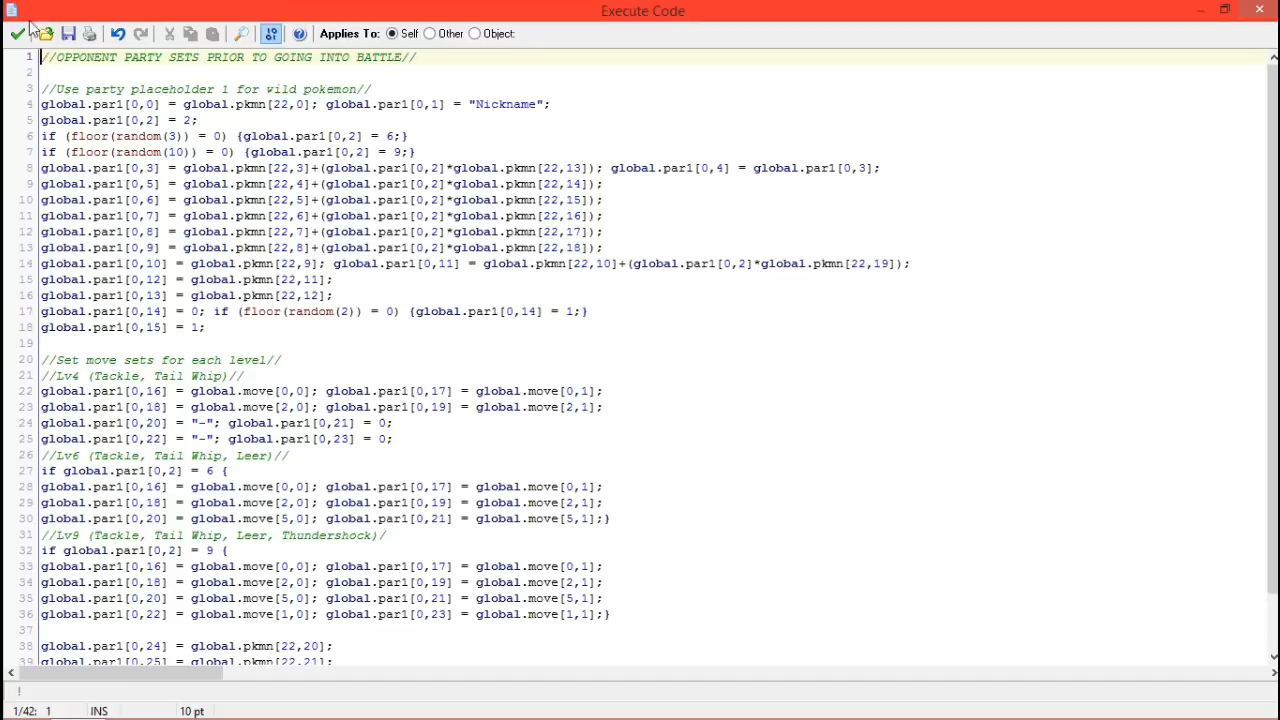 Execute Code
Applies To: Self Other Object:
1 //OPPONENT PARTY SETS PRIOR TO GOING INTO BATTLE//
2
3 //Use party placeholder 1 for wild pokemon//
4 global.par1[0,0] = global.pkmn[22,0]; global.par1[0,1] = "Nickname";
5 global.par1[0,2] = 2;
6 if (floor(random(3)) = 0) {global.par1[0,2] = 6;}
7 if (floor(random(10)) = 0) {global.par1[0,2] = 9;}
8 global.par1[0,3] = global.pkmn[22,3]+(global.par1[0,2]*global.pkmn[22,13]); global.par1[0,4] = global.par1[0,3];
9 global.par1[0,5] = global.pkmn[22,4]+(global.par1[0,2]*global.pkmn[22,14]);
10 global.par1[0,6] = global.pkmn[22,5]+(global.par1[0,2]*global.pkmn[22,15]);
11 global.par1[0,7] = global.pkmn[22,6]+(global.par1[0,2]*global.pkmn[22,16]);
12 global.par1[0,8] = global.pkmn[22,7]+(global.par1[0,2]*global.pkmn[22,17]);
13 global.par1[0,9] = global.pkmn[22,8]+(global.par1[0,2]*global.pkmn[22,18]);
14 global.par1[0,10] = global.pkmn[22,9]; global.par1[0,11] = global.pkmn[22,10]+(global.par1[0,2]*global.pkmn[22,19]);
15 global.par1[0,12] = global.pkmn[22,11];
16 global.par1[0,13] = global.pkmn[22,12];
17 global.par1[0,14] = 0; if (floor(random(2)) = 0) {global.par1[0,14] = 1;}
18 global.par1[0,15] = 1;
19
20 //Set move sets for each level//
21 //Lv4 (Tackle, Tail Whip)//
22 global.par1[0,16] = global.move[0,0]; global.par1[0,17] = global.move[0,1];
23 global.par1[0,18] = global.move[2,0]; global.par1[0,19] = global.move[2,1];
24 global.par1[0,20] = "-"; global.par1[0,21] = 0;
25 global.par1[0,22] = "-"; global.par1[0,23] = 0;
26 //Lv6 (Tackle, Tail Whip, Leer)//
27 if global.par1[0,2] = 6 {
28 global.par1[0,16] = global.move[0,0]; global.par1[0,17] = global.move[0,1];
29 global.par1[0,18] = global.move[2,0]; global.par1[0,19] = global.move[2,1];
30 global.par1[0,20] = global.move[5,0]; global.par1[0,21] = global.move[5,1];}
31 //Lv9 (Tackle, Tail Whip, Leer, Thundershock)/
32 if global.par1[0,2] = 9 {
33 global.par1[0,16] = global.move[0,0]; global.par1[0,17] = global.move[0,1];
34 global.par1[0,18] = global.move[2,0]; global.par1[0,19] = global.move[2,1];
35 global.par1[0,20] = global.move[5,0]; global.par1[0,21] = global.move[5,1];
36 global.par1[0,22] = global.move[1,0]; global.par1[0,23] = global.move[1,1];}
37
38 global.par1[0,24] = global.pkmn[22,20];
39 global.par1[0,25] = global.pkmn[22,21];
!
1/42: 1 INS 10 pt